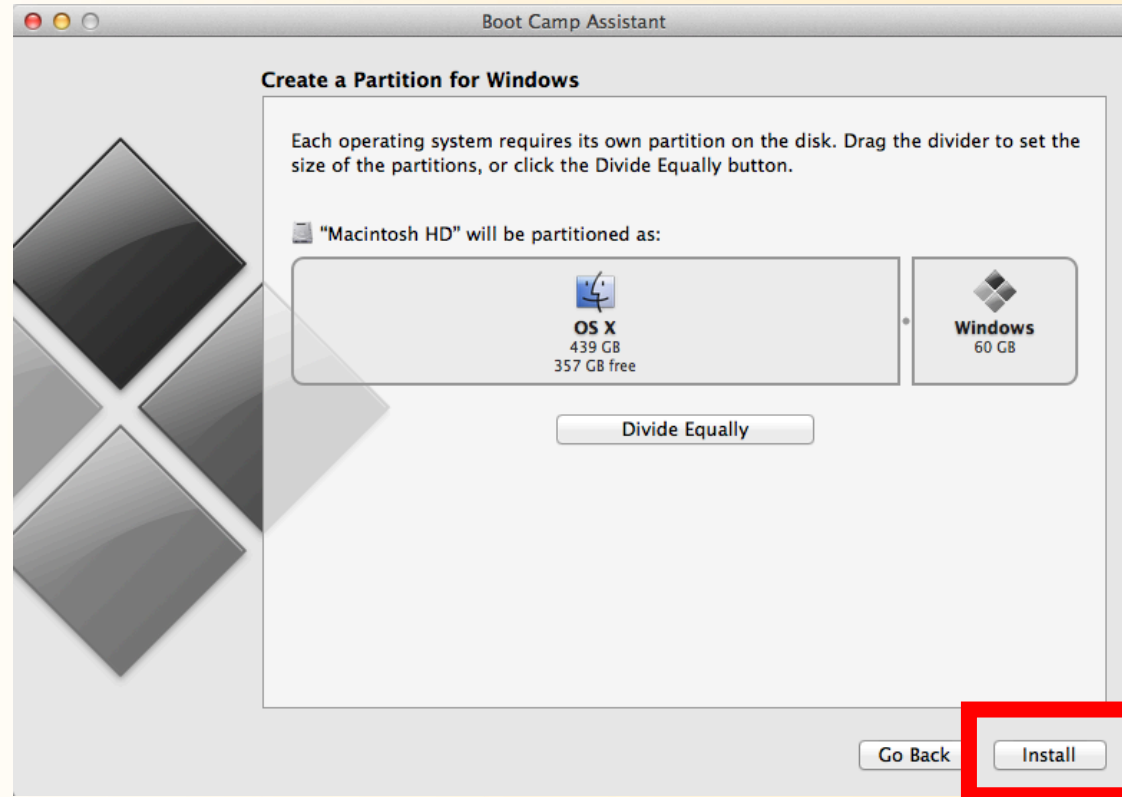 Boot Camp Assistant
Create a Partition for Windows
Each operating system requires its own partition on the disk. Drag the divider to set the
size of the partitions, or click the Divide Equally button.
“Macintosh HD” will be partitioned as:
OS X
439 GB
357 GB free
Windows
60 GB
Divide Equally
Go Back
Install